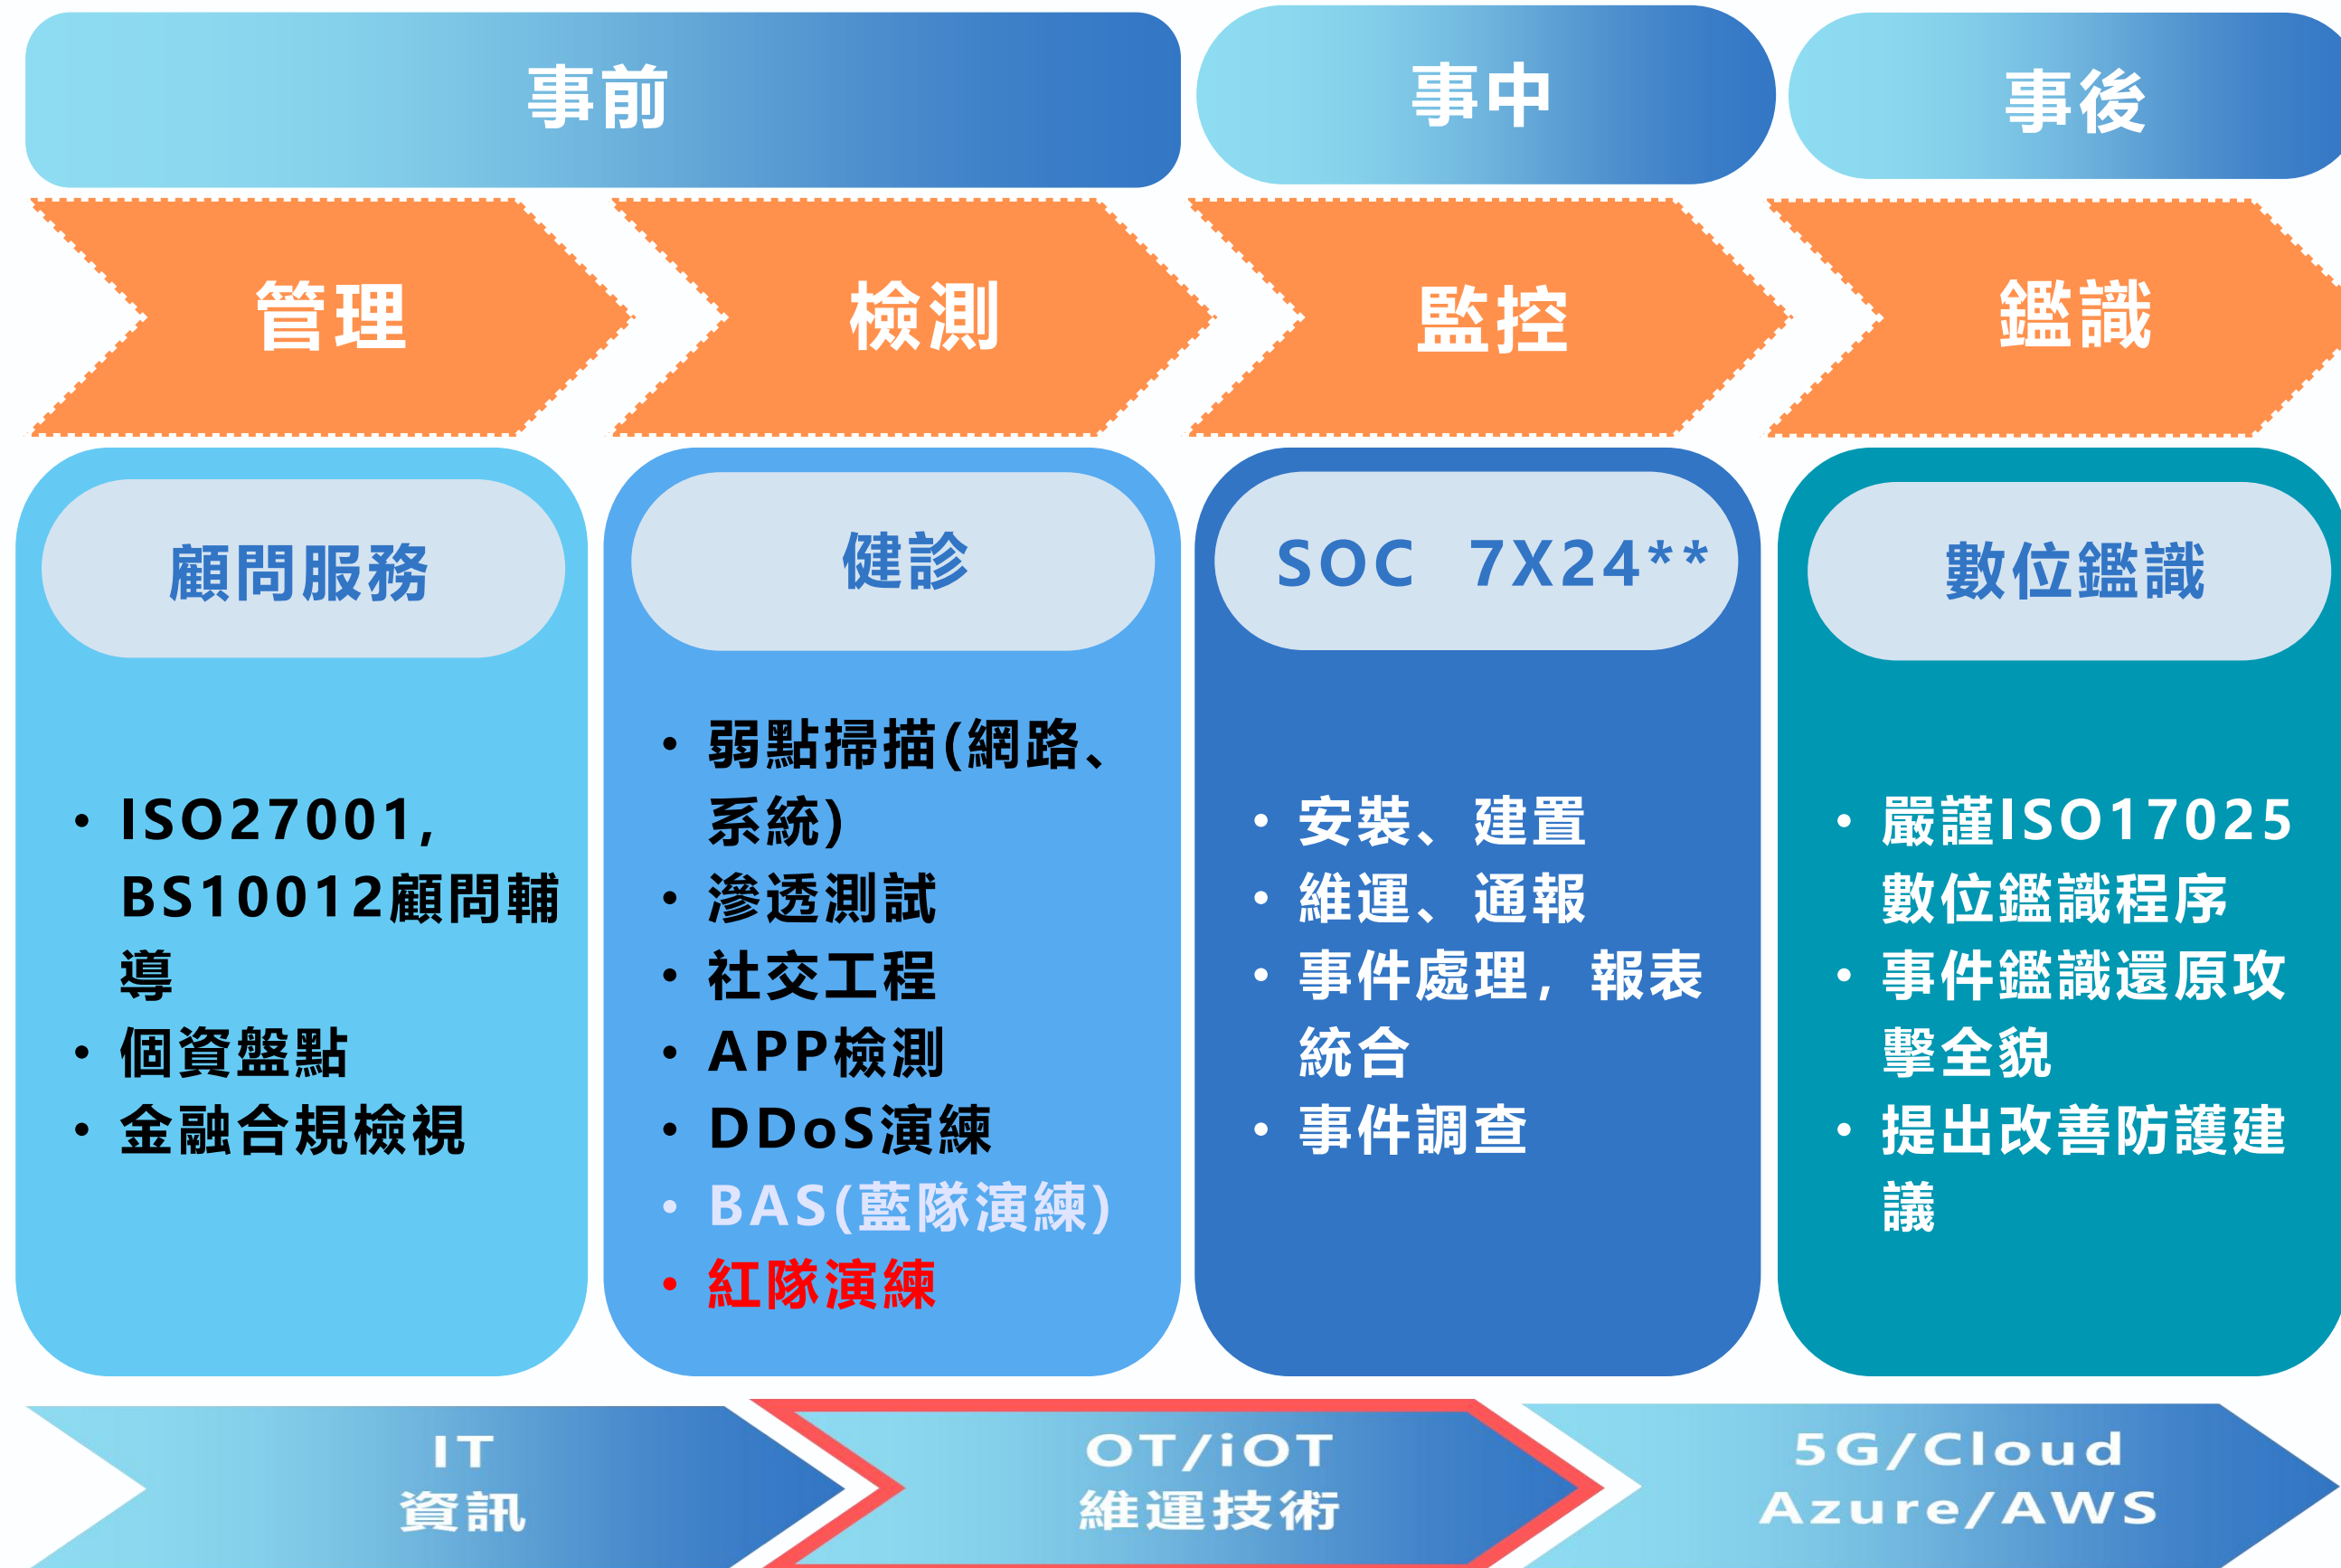 事前
事中
事後
管理
檢測
監控
鑑識
顧問服務
• ISO27001,
BS10012顧問輔
導
• 個資盤點
• 金融合規檢視
健診
• 弱點掃描(網路、
系統)
• 滲透測試
• 社交工程
• APP檢測
• DDoS演練
• BAS(藍隊演練)
• 紅隊演練
SOC 7X24**
• 安裝、建置
• 維運、通報
• 事件處理，報表
統合
• 事件調查
數位鑑識
• 嚴謹ISO17025
數位鑑識程序
• 事件鑑識還原攻
擊全貌
• 提出改善防護建
議
IT
資訊
OT/iOT
維運技術
5G/Cloud
Azure/AWS